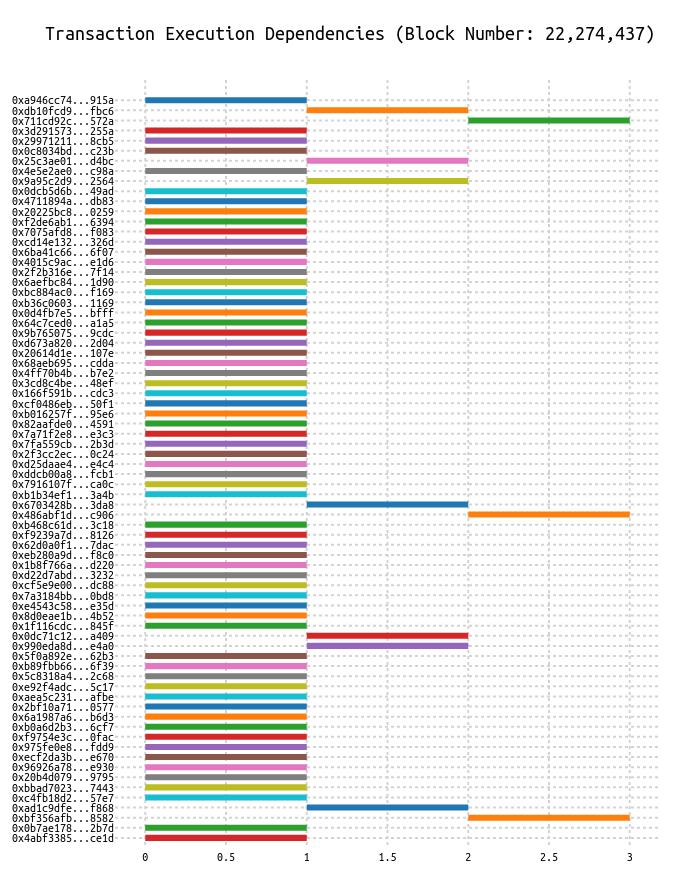 Transaction Execution Dependencies (Block Number: 22,274,437)
0xa946cc74...915a
0xdb10fcd9...fbc6
0x711cd92c...572a
0x3d291573...255a
0x29971211...8cb5
0x0c8034bd...c23b
0x25c3ae01...d4bc
0x4e5e2ae0...c98a
0x9a95c2d9...2564
0x0dcb5d6b...49ad
0x4711894a...db83
0x20225bc8...0259
0xf2de6ab1...6394
0x7075afd8...f083
0xcd14e132...326d
0x6ba41c66...6f07
0x4015c9ac...e1d6
0x2f2b316e...7f14
0x6aefbc84...1d90
0xbc884ac0...f169
0xb36c0603...1169
0x0d4fb7e5...bfff
0x64c7ced0...a1a5
0x9b765075...9cdc
0xd673a820...2d04
0x20614d1e...107e
0x68aeb695...cdda
0x4ff70b4b...b7e2
0x3cd8c4be...48ef
0x166f591b...cdc3
0xcf0486eb...50f1
0xb016257f...95e6
0x82aafde0...4591
0x7a71f2e8...e3c3
0x7fa559cb...2b3d
0x2f3cc2ec...0c24
0xd25daae4...e4c4
0xddcb00a8...fcb1
0x7916107f...ca0c
0xb1b34ef1...3a4b
0x6703428b...3da8
0x486abf1d...c906
0xb468c61d...3c18
0xf9239a7d...8126
0x62d0a0f1...7dac
0xeb280a9d...f8c0
0x1b8f766a...d220
0xd22d7abd...3232
0xcf5e9e00...dc88
0x7a3184bb...0bd8
0xe4543c58...e35d
0x8d0eae1b...4b52
0x1f116cdc...845f
0x0dc71c12...a409
0x990eda8d...e4a0
0x5f0a892e...62b3
0xb89fbb66...6f39
0x5c8318a4...2c68
0xe92f4adc...5c17
0xaea5c231...afbe
0x2bf10a71...0577
0x6a1987a6...b6d3
0xb0a6d2b3...6cf7
0xf9754e3c...0fac
0x975fe0e8...fdd9
0xecf2da3b...e670
0x96926a78...e930
0x20b4d079...9795
0xbbad7023...7443
0xc4fb18d2...57e7
0xad1c9dfe...f868
0xbf356afb...8582
0x0b7ae178...2b7d
0x4abf3385...ce1d
0 0.5 1 1.5 2 2.5 3